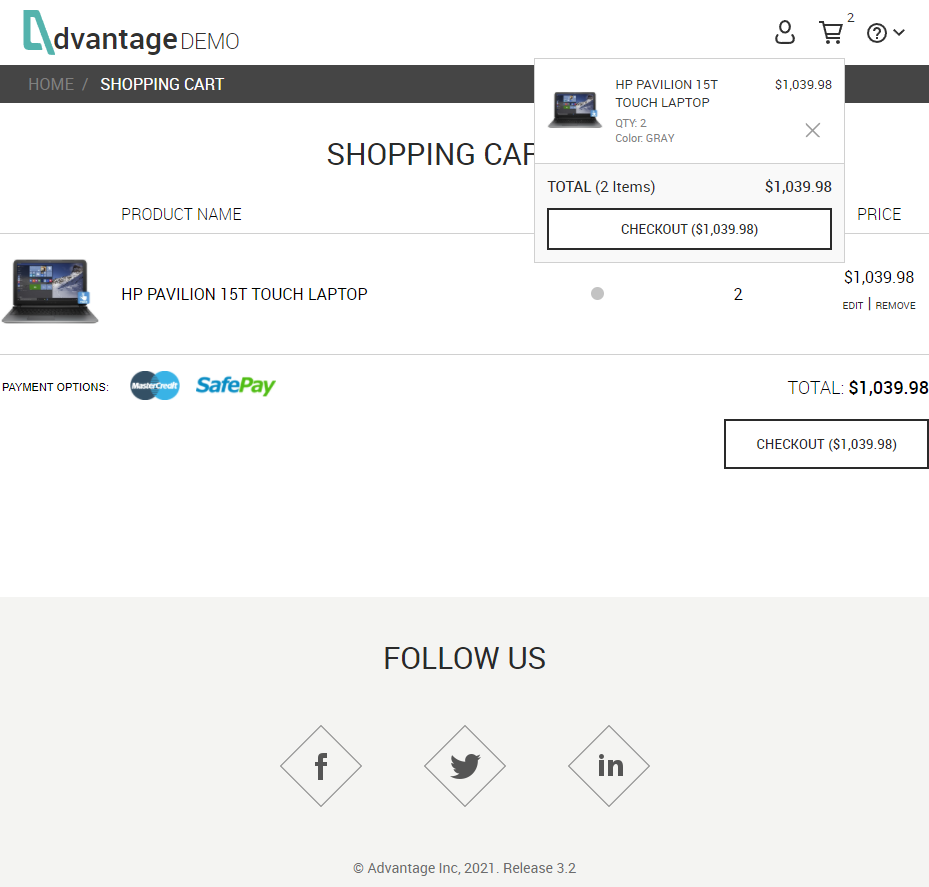 dvantage DEMO
2
HOME / SHOPPING CART
HP PAVILION 15T $1,039.98
TOUCH LAPTOP
QTY: 2
Color: GRAY
TOTAL (2 Items) $1,039.98
CHECKOUT ($1,039.98)
SHOPPING CAR
PRODUCT NAME PRICE
HP PAVILION 15T TOUCH LAPTOP 2 $1,039.98
EDIT | REMOVE
PAYMENT OPTIONS: MasterCredit SafePay TOTAL: $1,039.98
CHECKOUT ($1,039.98)
FOLLOW US
f in
© Advantage Inc, 2021. Release 3.2